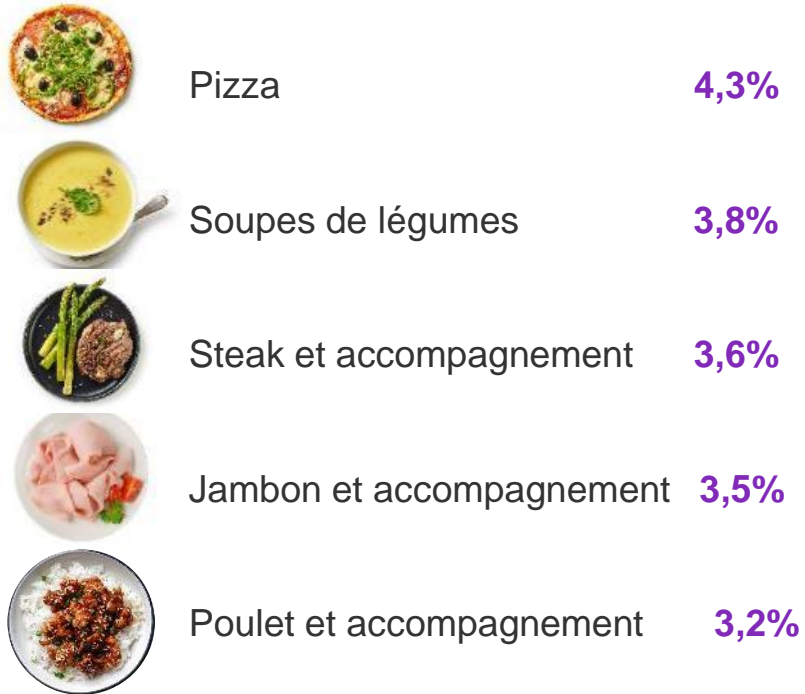 Pizza 4,3%
Soupes de légumes 3,8%
Steak et accompagnement 3,6%
Jambon et accompagnement 3,5%
Poulet et accompagnement 3,2%